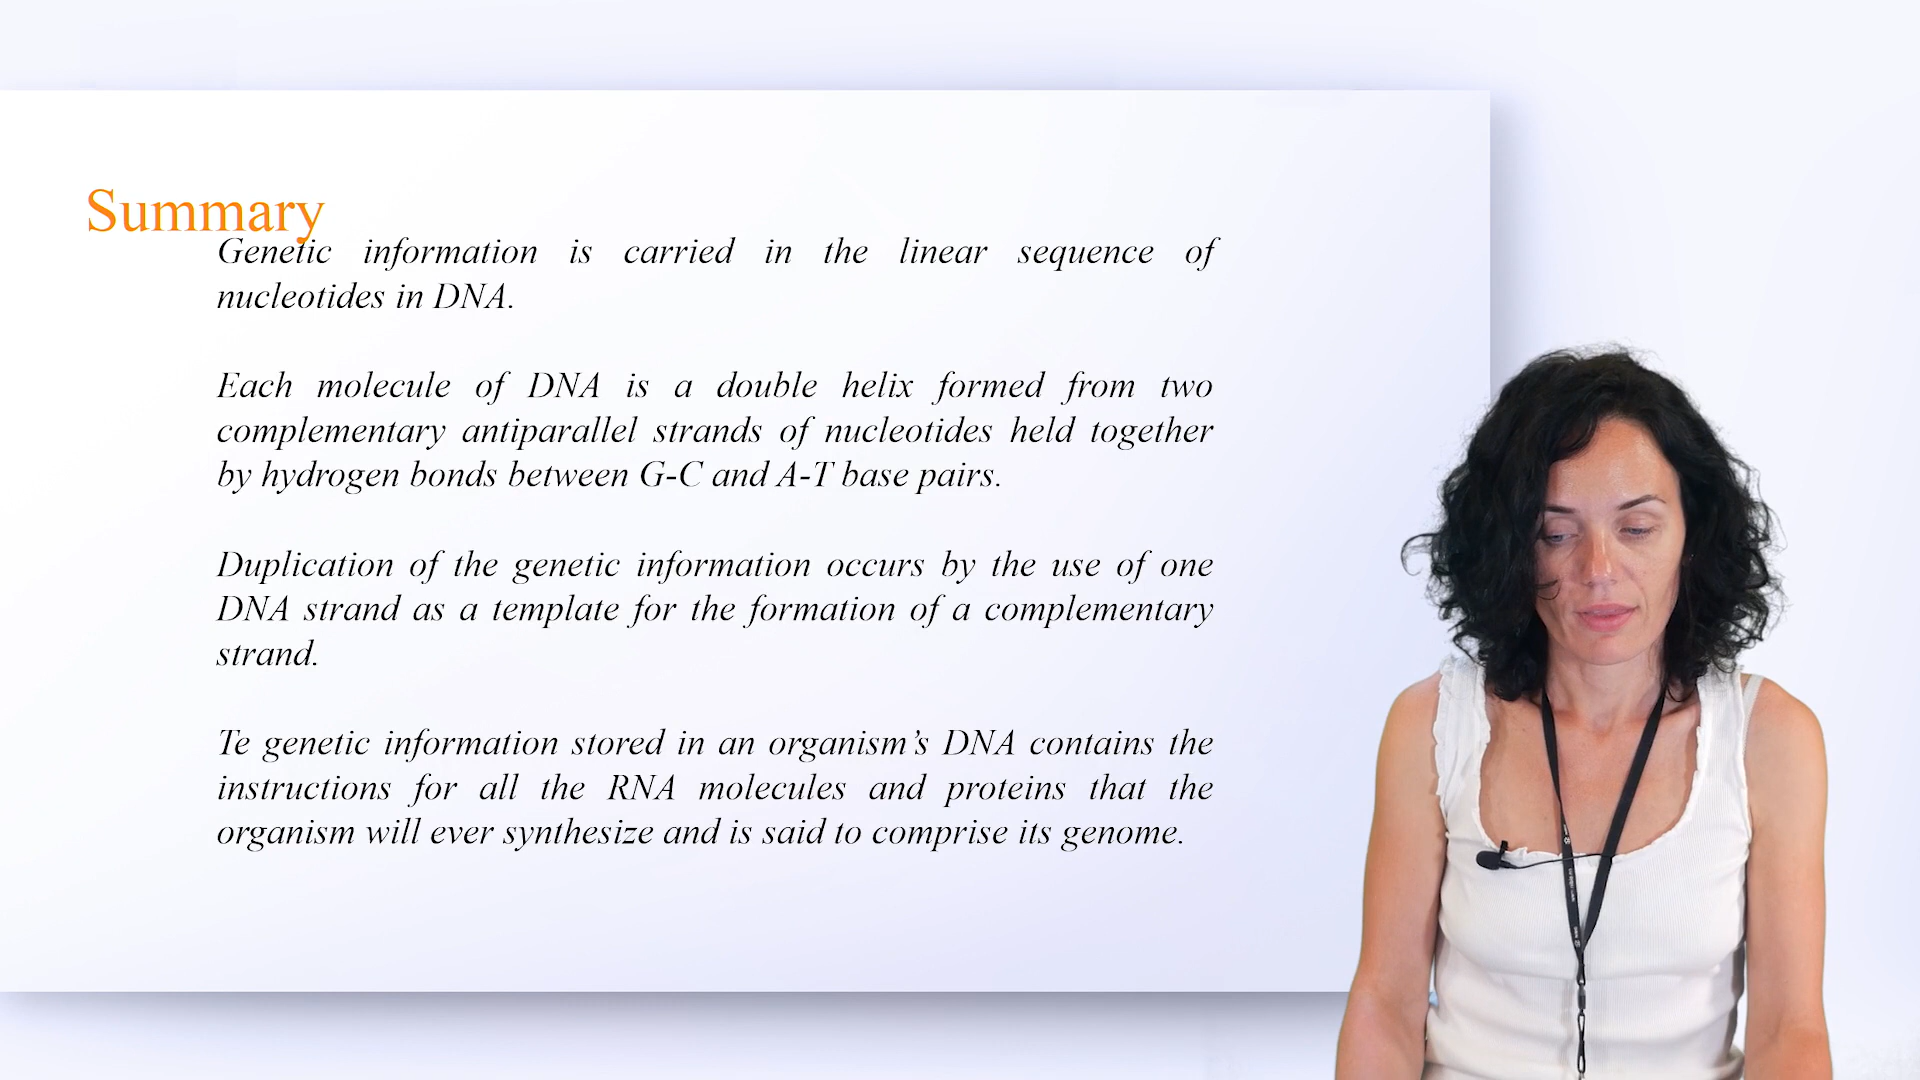 Summary
Genetic information is carried in the linear sequence of
nucleotides in DNA.
Each molecule of DNA is a double helix formed from two
complementary antiparallel strands of nucleotides held together
by hydrogen bonds between G-C and A-T base pairs.
Duplication of the genetic information occurs by the use of one
DNA strand as a template for the formation of a complementary
strand.
Te genetic information stored in an organism’s DNA contains the
instructions for all the RNA molecules and proteins that the
organism will ever synthesize and is said to comprise its genome.